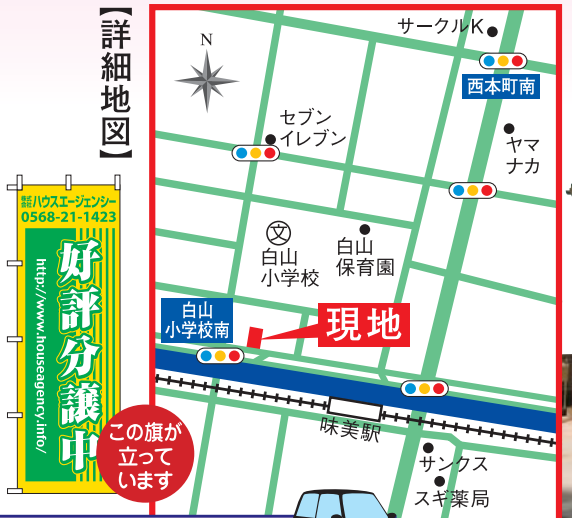 【詳細地図】
株式会社ハウスエージェンシー
0568-21-1423
好評分譲中
http://www.houseagency.info/
この旗が
立って
います
N
サークルK
西本町南
セブン
イレブン
ヤマ
ナカ
文
白山
小学校
白山
保育園
白山
小学校南
現地
味美駅
サンクス
スギ薬局